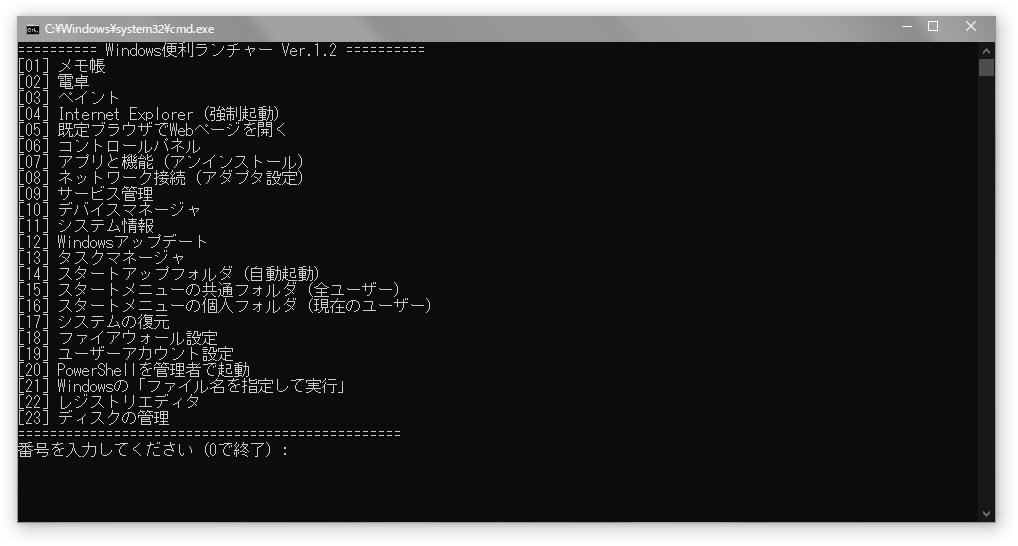 C:¥Windows¥system32¥cmd.exe
========== Windows便利ランチャー Ver.1.2 ==========
[01] メモ帳
[02] 電卓
[03] ペイント
[04] Internet Explorer (強制起動)
[05] 既定ブラウザでWebページを開く
[06] コントロールパネル
[07] アプリと機能 (アンインストール)
[08] ネットワーク接続 (アダプタ設定)
[09] サービス管理
[10] デバイスマネージャ
[11] システム情報
[12] Windowsアップデート
[13] タスクマネージャ
[14] スタートアップフォルダ (自動起動)
[15] スタートメニューの共通フォルダ (全ユーザー)
[16] スタートメニューの個人フォルダ (現在のユーザー)
[17] システムの復元
[18] ファイアウォール設定
[19] ユーザーアカウント設定
[20] PowerShellを管理者で起動
[21] Windowsの「ファイル名を指定して実行」
[22] レジストリエディタ
[23] ディスクの管理
================================================
番号を入力してください (0で終了) :